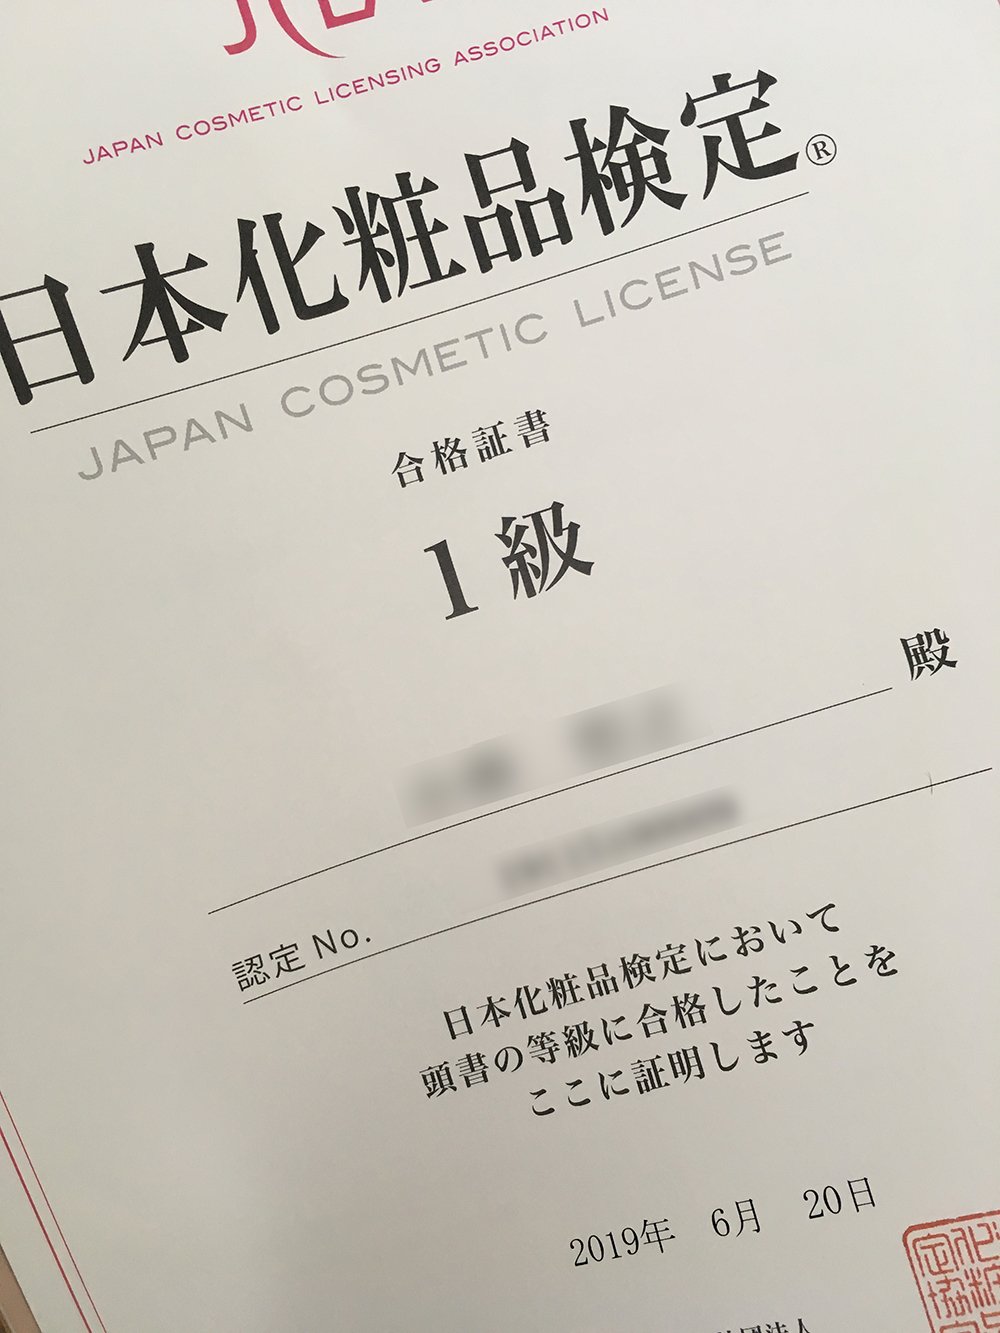 JAPAN COSMETIC LICENSING ASSOCIATION
日本化粧品検定®
JAPAN COSMETIC LICENSE
合格証書
1級
殿
認定 No.
日本化粧品検定において
頭書の等級に合格したことを
ここに証明します
2019年 6月 20日